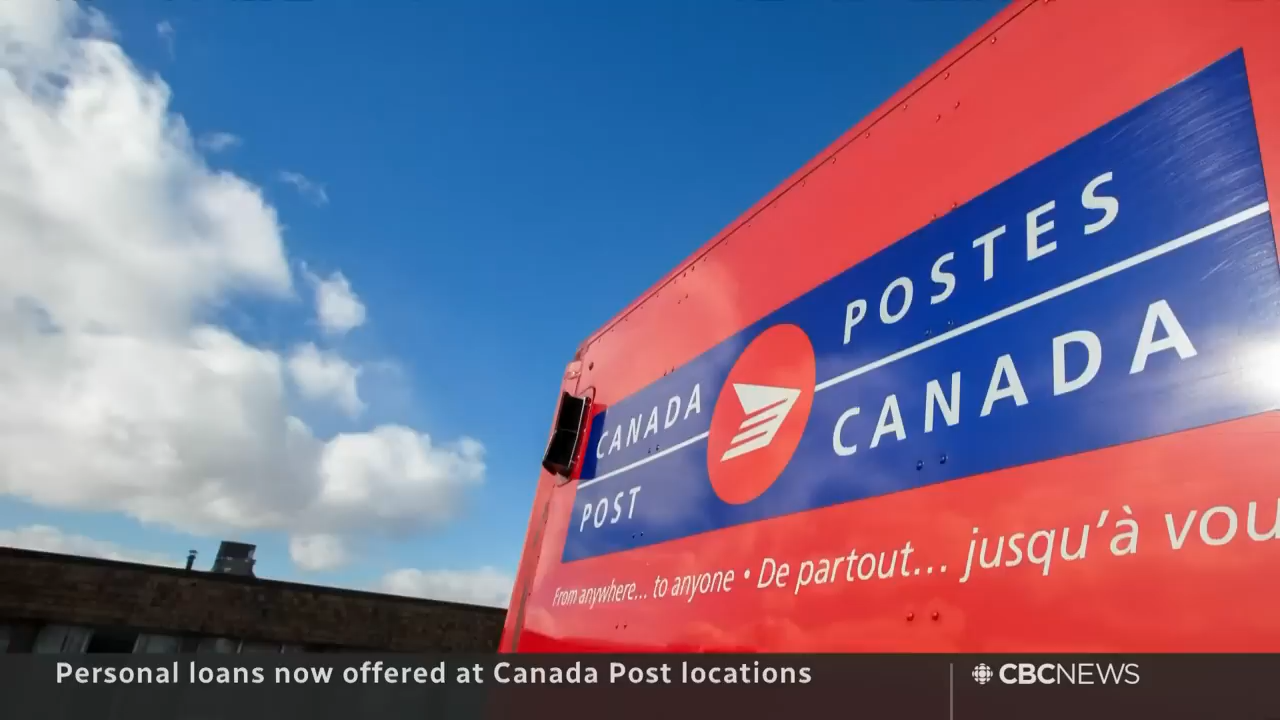 CANADA
POST
POSTES
CANADA
From anywhere... to anyone • De partout... jusqu'à vou
Personal loans now offered at Canada Post locations
CBCNEWS